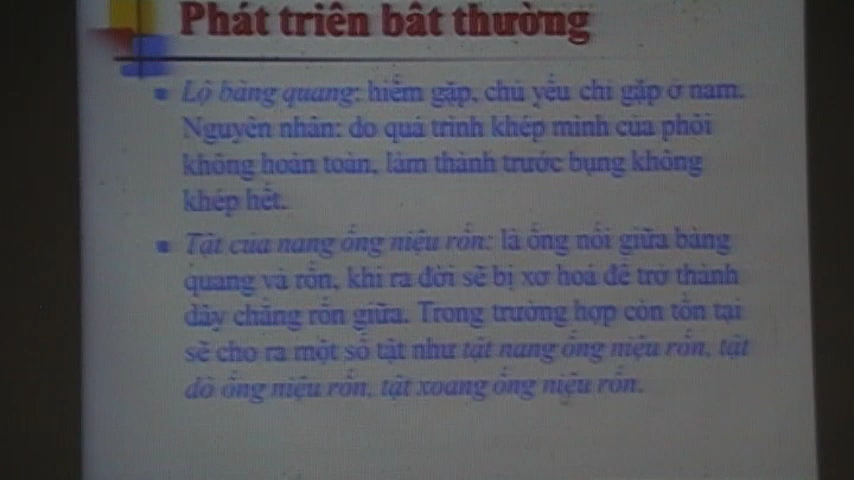 Phát triển bất thường
Lộ bàng quang: hiếm gặp, chủ yếu chỉ gặp ở nam.
Nguyên nhân: do quá trình khép mình của phôi
không hoàn toàn, làm thành trước bụng không
khép hết.
Tật của nang ống niệu rốn: là ống nối giữa bàng
quang và rốn, khi ra đời sẽ bị xơ hoá để trở thành
dây chằng rốn giữa. Trong trường hợp còn tồn tại
sẽ cho ra một số tật như tật nang ống niệu rốn, tật
dò ống niệu rốn, tật xoang ống niệu rốn.